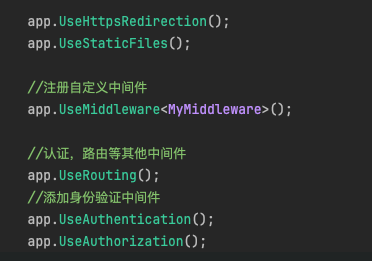 app.UseHttpsRedirection();
app.UseStaticFiles();
//注册自定义中间件
app.UseMiddleware<MyMiddleware>();
//认证，路由等其他中间件
app.UseRouting();
//添加身份验证中间件
app.UseAuthentication();
app.UseAuthorization();